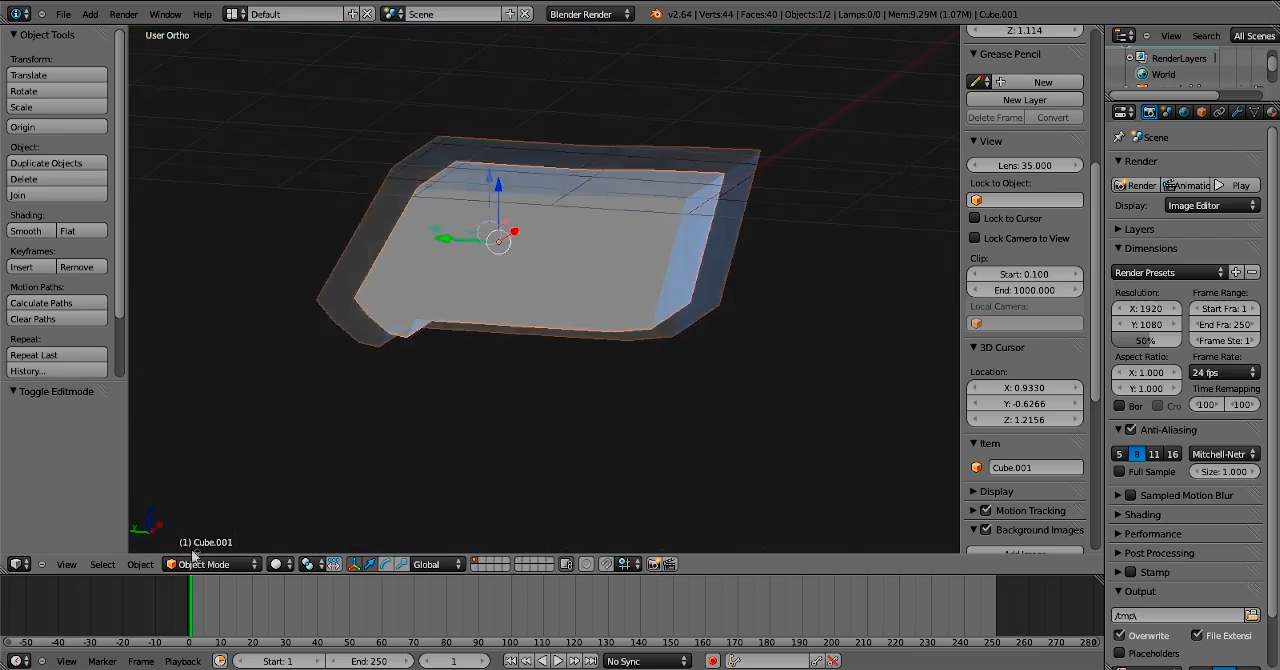 File Add Render Window Help Default Scene Blender Render v2.64 | Verts:44 | Faces:40 | Objects:1/2 | Lamps:0/0 | Mem:9.29M (1.07M) | Cube.001
Object Tools
Transform:
Translate
Rotate
Scale
Origin
Object:
Duplicate Objects
Delete
Join
Shading:
Smooth Flat
Keyframes:
Insert Remove
Motion Paths:
Calculate Paths
Clear Paths
Repeat:
Repeat Last
History...
Toggle Editmode
User Ortho
(1) Cube.001
View Select Object Object Mode Global
Z: 1.114
Grease Pencil
New
New Layer
Delete Frame Convert
View
Lens: 35.000
Lock to Object:
Lock to Cursor
Lock Camera to View
Clip:
Start: 0.100
End: 1000.000
Local Camera:
3D Cursor
Location:
X: 0.9330
Y: -0.6266
Z: 1.2156
Item
Cube.001
Display
Motion Tracking
Background Images
View Search All Scenes
RenderLayers
World
Scene
Render
Render Animatic Play
Display: Image Editor
Layers
Dimensions
Render Presets
Resolution: Frame Range:
X: 1920 Start Fra: 1
Y: 1080 End Fra: 250
50% Frame Ste: 1
Aspect Ratio: Frame Rate:
X: 1.000 24 fps
Y: 1.000 Time Remapping
Bor Cro 100 100
Anti-Aliasing
5 8 11 16 Mitchell-Netr
Full Sample Size: 1.000
Sampled Motion Blur
Shading
Performance
Post Processing
Stamp
Output
/tmp\
Overwrite File Extensi
Placeholders
-50 -40 -30 -20 -10 0 10 20 30 40 50 60 70 80 90 100 110 120 130 140 150 160 170 180 190 200 210 220 230 240 250 260 270 280
View Marker Frame Playback Start: 1 End: 250 1 No Sync